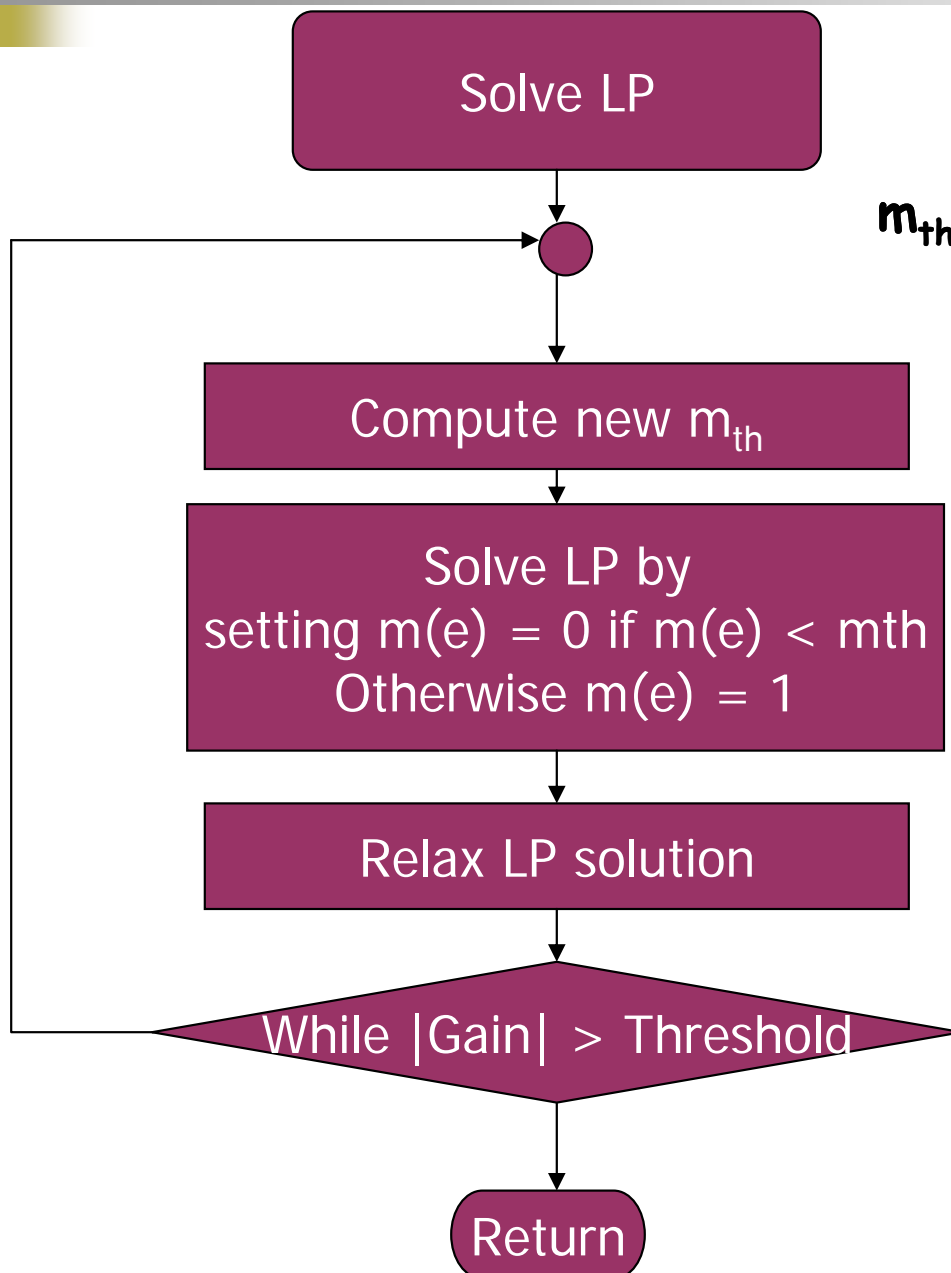 Solve LP
m_th
Compute new m_th
Solve LP by
setting m(e) = 0 if m(e) < mth
Otherwise m(e) = 1
Relax LP solution
While |Gain| > Threshold
Return